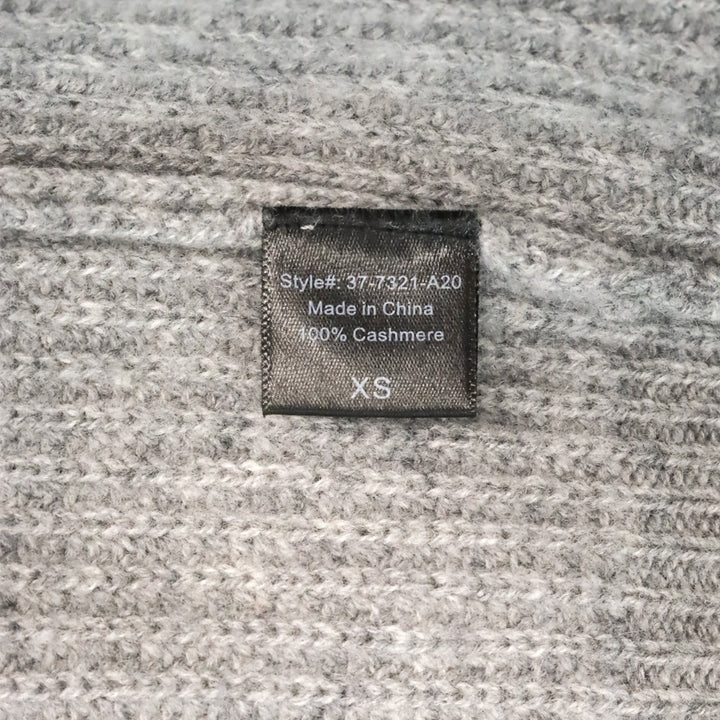 Style#: 37-7321-A20
Made in China
100% Cashmere
XS